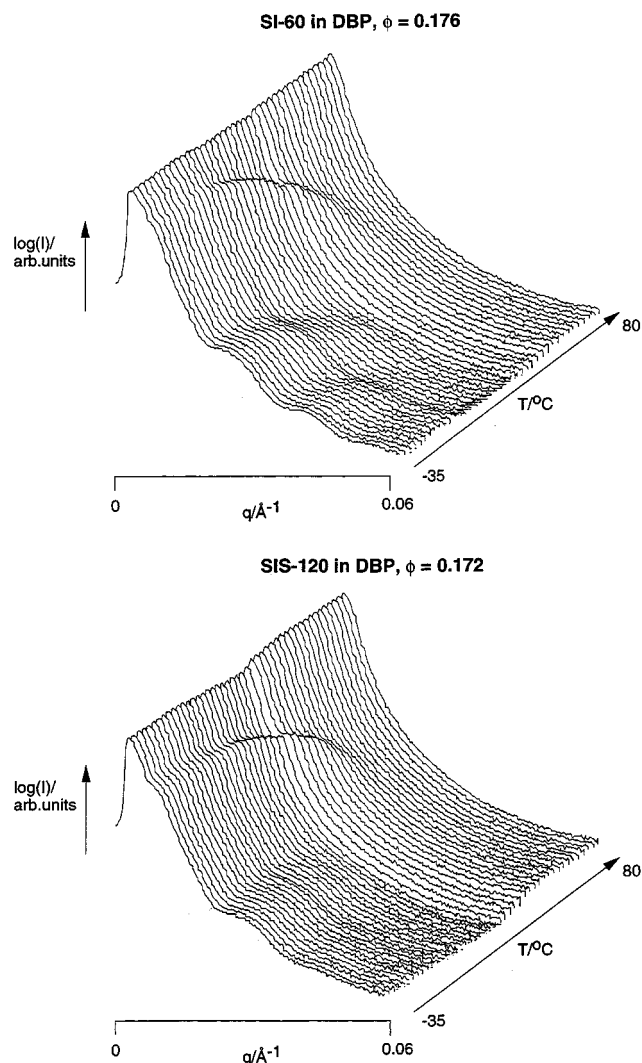 SI-60 in DBP, ϕ = 0.176
log(I)/
arb.units
80
T/°C
-35
0
0.06
q/Å⁻¹
SIS-120 in DBP, ϕ = 0.172
log(I)/
arb.units
80
T/°C
-35
0
0.06
q/Å⁻¹